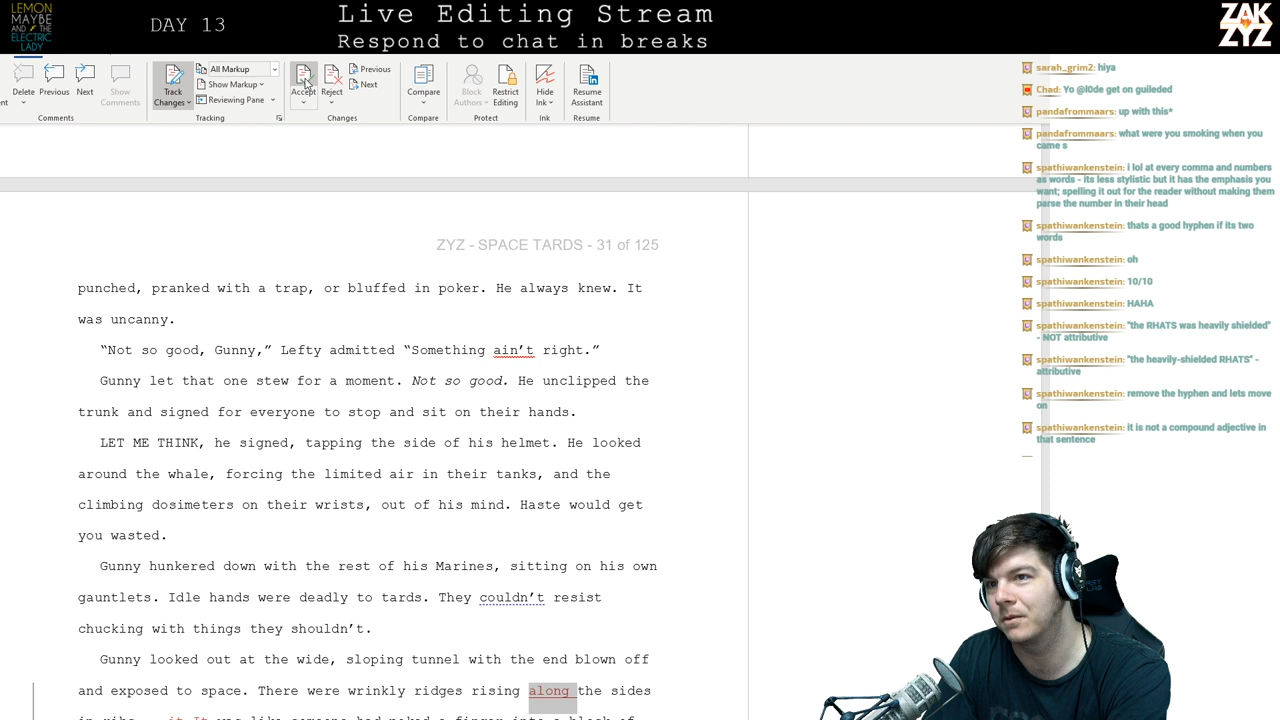 LEMON
MAYBE
AND THE
ELECTRIC
LADY
DAY 13
Live Editing Stream
Respond to chat in breaks
ZAK
ZYZ
Delete
Previous
Next
Show
Comments
Comments
Track
Changes
All Markup
Show Markup
Reviewing Pane
Tracking
Accept
Reject
Previous
Next
Changes
Compare
Compare
Block
Authors
Restrict
Editing
Protect
Hide
Ink
Ink
Resume
Assistant
Resume
ZYZ - SPACE TARDS - 31 of 125
punched, pranked with a trap, or bluffed in poker. He always knew. It
was uncanny.
“Not so good, Gunny,” Lefty admitted “Something ain’t right.”
Gunny let that one stew for a moment. Not so good. He unclipped the
trunk and signed for everyone to stop and sit on their hands.
LET ME THINK, he signed, tapping the side of his helmet. He looked
around the whale, forcing the limited air in their tanks, and the
climbing dosimeters on their wrists, out of his mind. Haste would get
you wasted.
Gunny hunkered down with the rest of his Marines, sitting on his own
gauntlets. Idle hands were deadly to tards. They couldn’t resist
chucking with things they shouldn’t.
Gunny looked out at the wide, sloping tunnel with the end blown off
and exposed to space. There were wrinkly ridges rising along the sides
sarah_grim2: hiya
Chad: Yo @l0de get on guileded
pandafrommaars: up with this*
pandafrommaars: what were you smoking when you
came s
spathiwankenstein: i lol at every comma and numbers
as words - its less stylistic but it has the emphasis you
want; spelling it out for the reader without making them
parse the number in their head
spathiwankenstein: thats a good hyphen if its two
words
spathiwankenstein: oh
spathiwankenstein: 10/10
spathiwankenstein: HAHA
spathiwankenstein: "the RHATS was heavily shielded"
- NOT attributive
spathiwankenstein: "the heavily-shielded RHATS" -
attributive
spathiwankenstein: remove the hyphen and lets move
on
spathiwankenstein: it is not a compound adjective in
that sentence